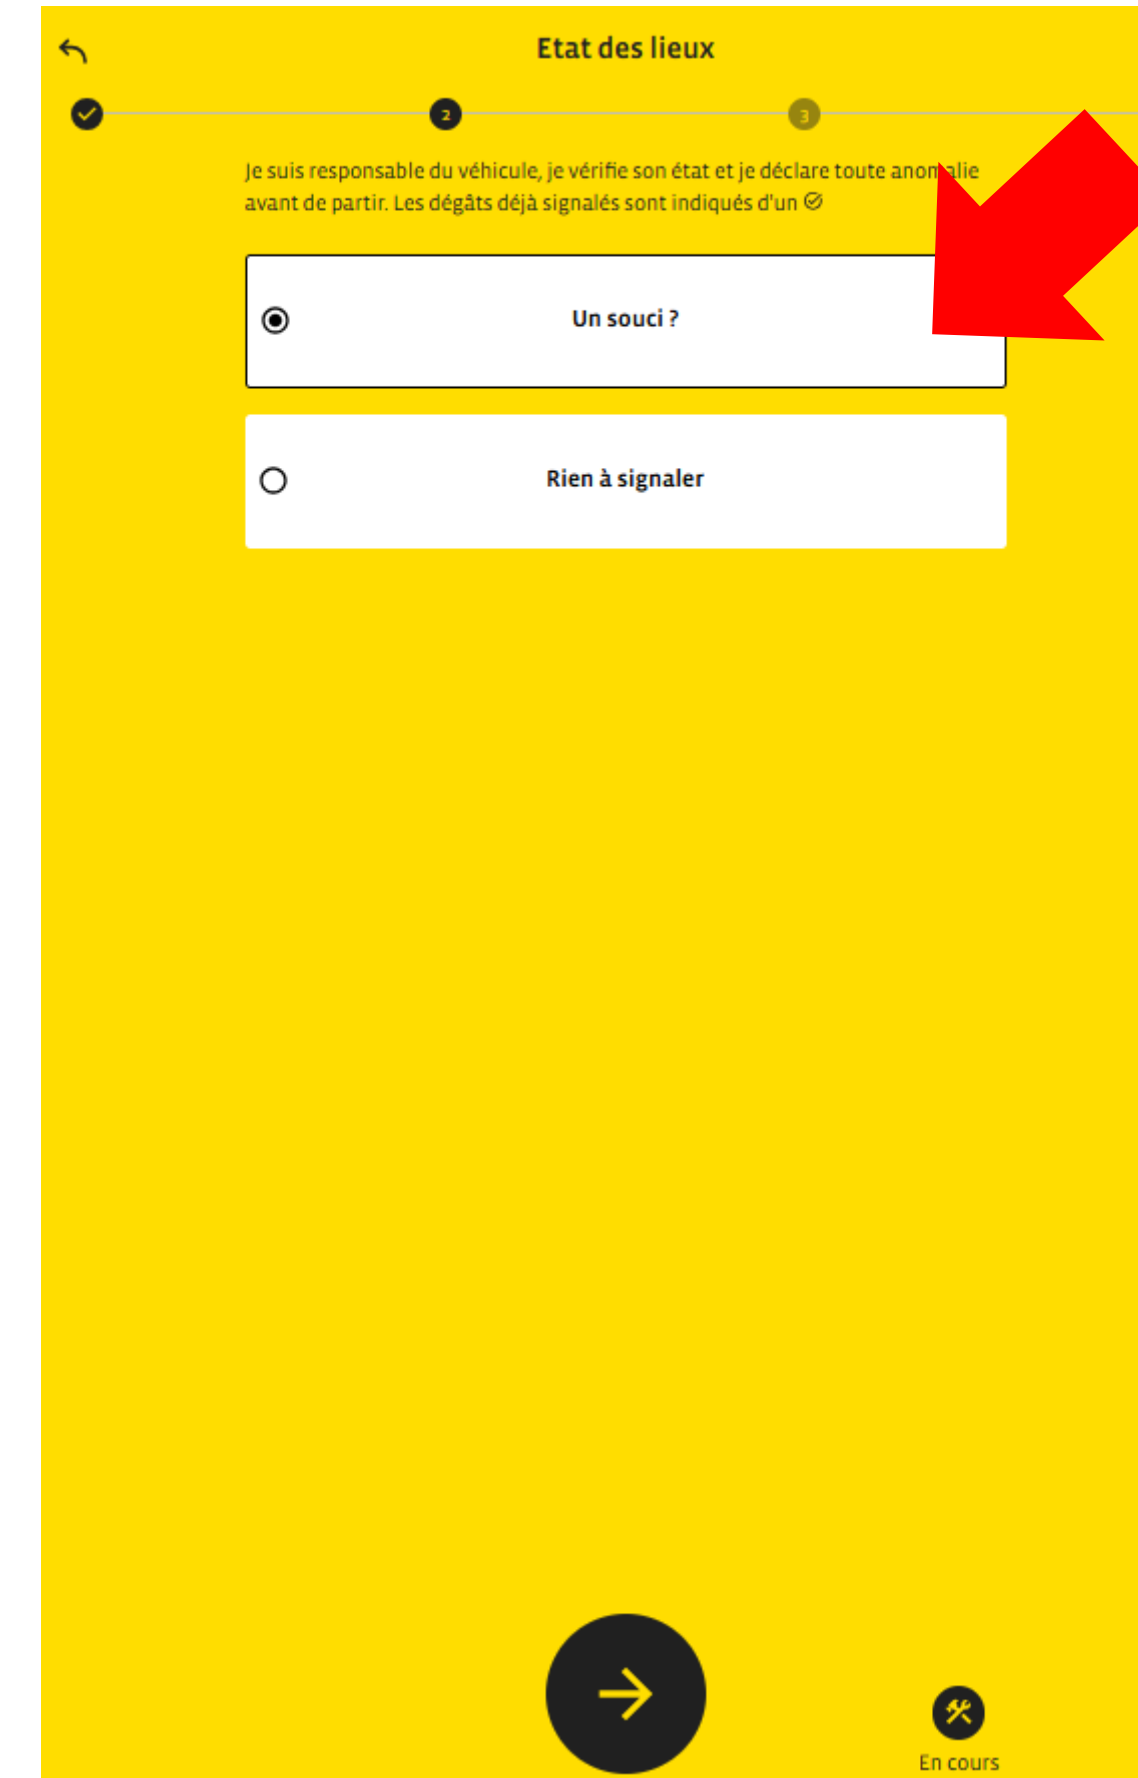 Etat des lieux
2
3
Je suis responsable du véhicule, je vérifie son état et je déclare toute anomalie
avant de partir. Les dégâts déjà signalés sont indiqués d'un
Un souci ?
Rien à signaler
En cours